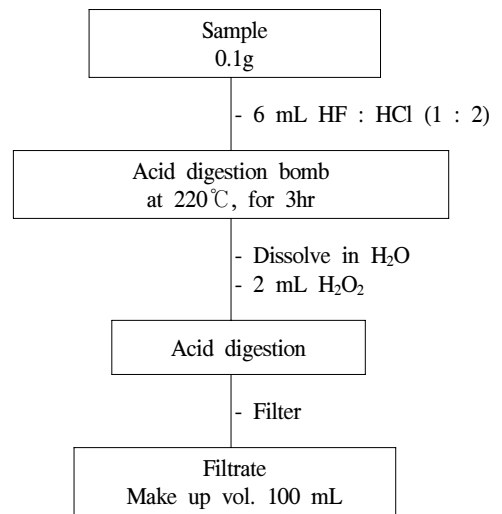 Sample
0.1g
- 6 mL HF : HCl (1 : 2)
Acid digestion bomb
at 220℃, for 3hr
- Dissolve in H₂O
- 2 mL H₂O₂
Acid digestion
- Filter
Filtrate
Make up vol. 100 mL